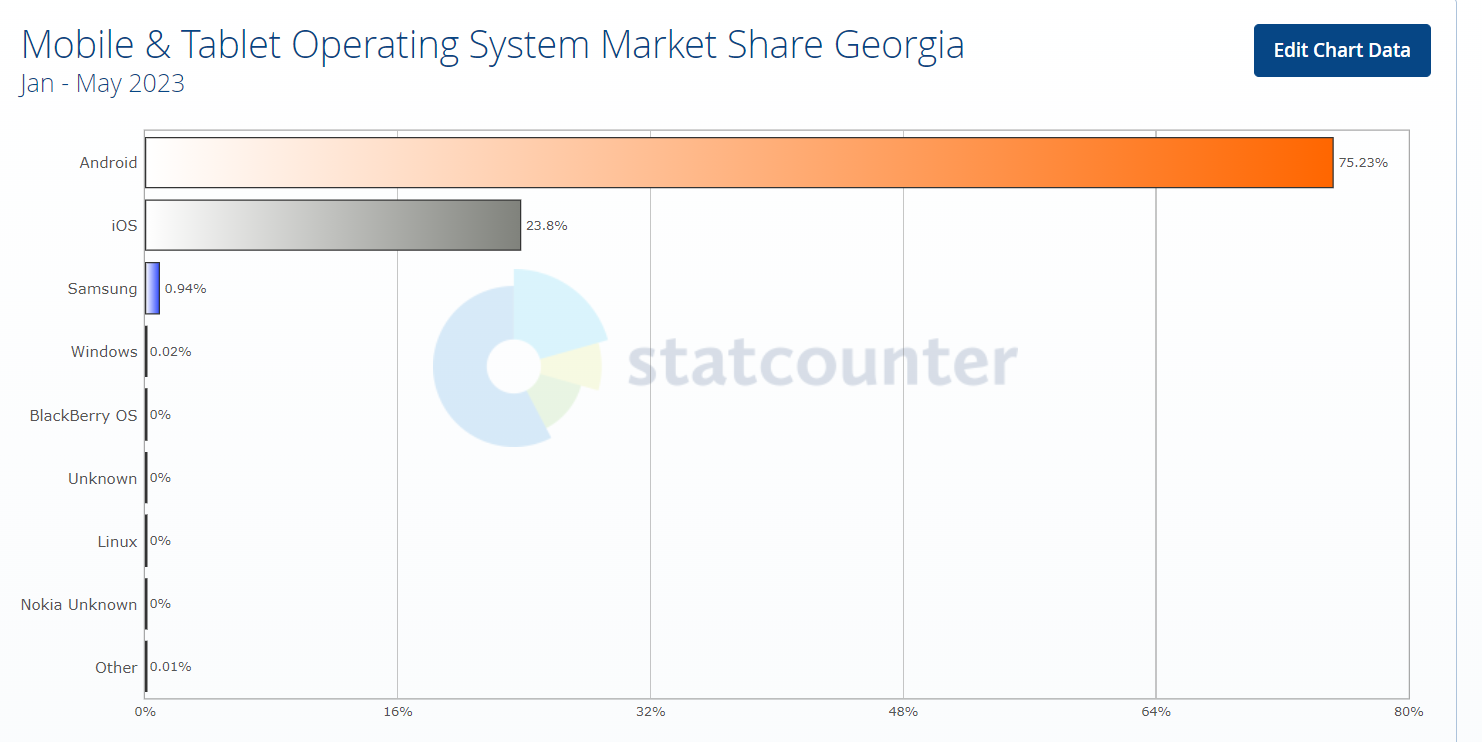 Mobile & Tablet Operating System Market Share Georgia
Jan - May 2023
Edit Chart Data
Android 75.23%
iOS 23.8%
Samsung 0.94%
Windows 0.02%
BlackBerry OS 0%
Unknown 0%
Linux 0%
Nokia Unknown 0%
Other 0.01%
statcounter
0% 16% 32% 48% 64% 80%